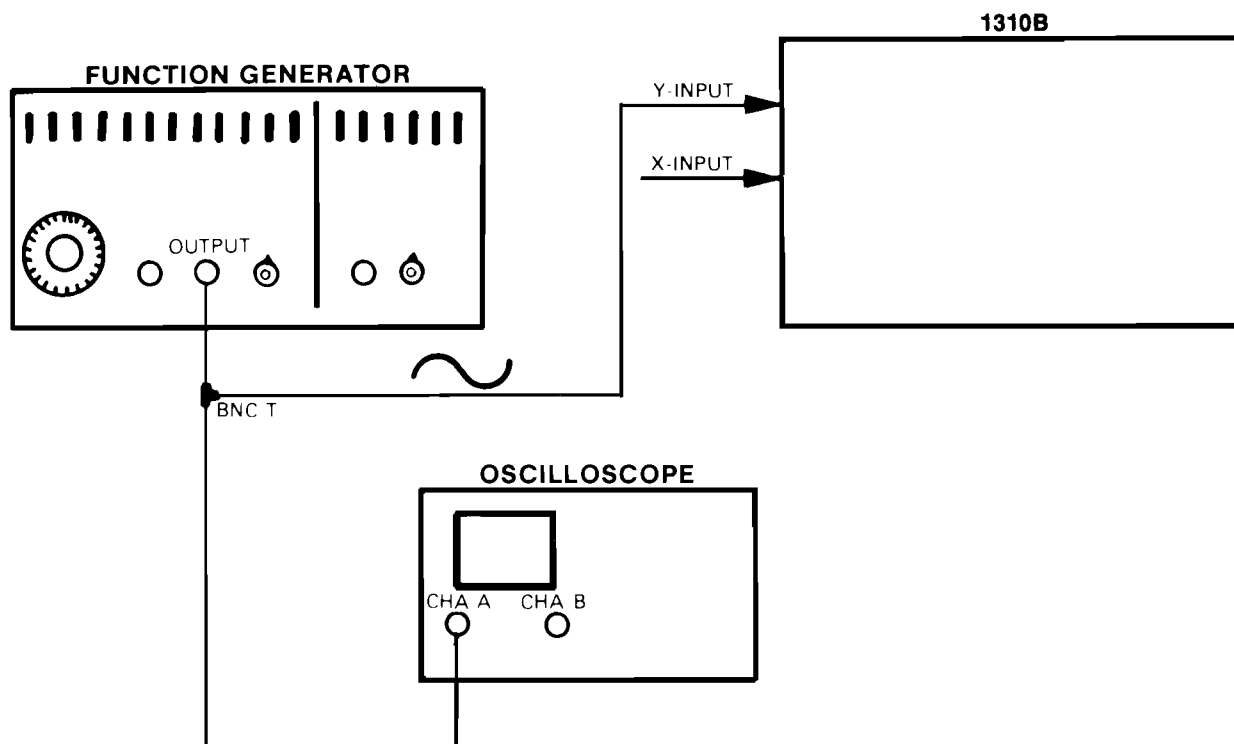 1310B
FUNCTION GENERATOR
Y-INPUT
X-INPUT
OUTPUT
BNC T
OSCILLOSCOPE
CHA A CHA B